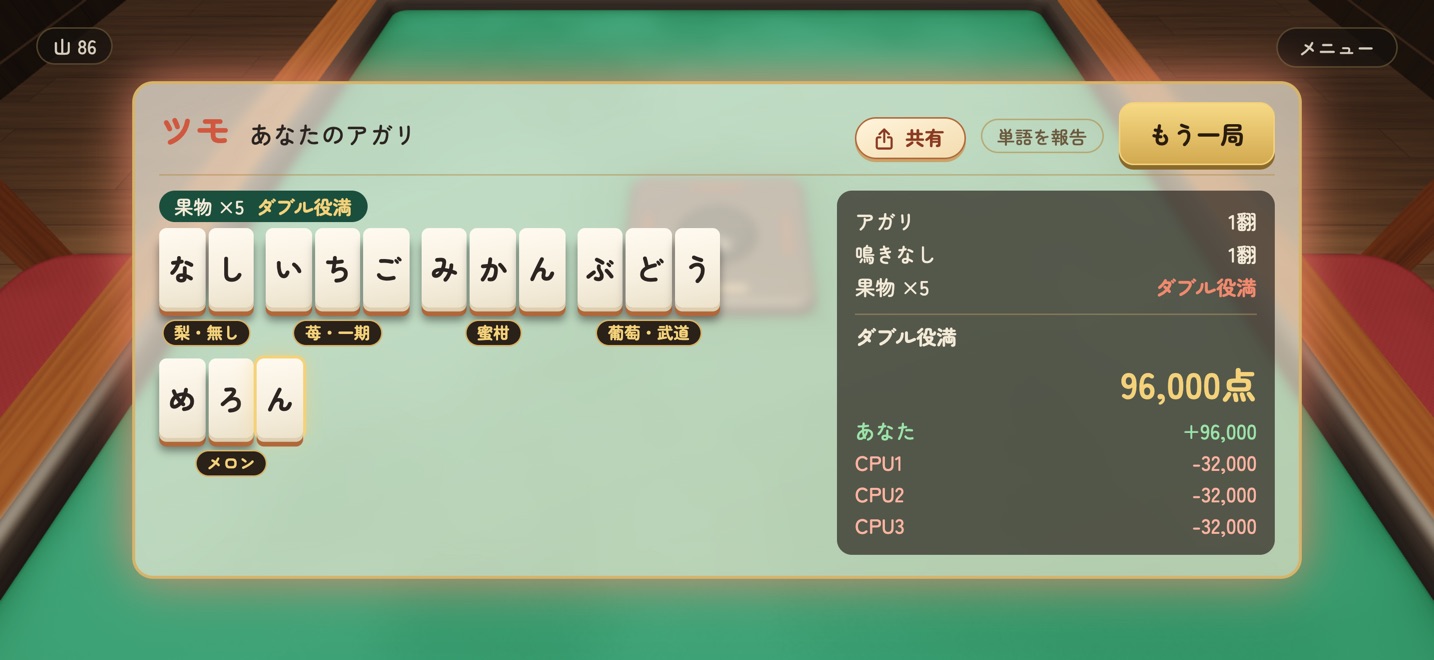 山 86
メニュー
ツモ あなたのアガリ
共有
単語を報告
もう一局
果物 ×5 ダブル役満
なし いちご みかん ぶどう
梨・無し 苺・一期 蜜柑 葡萄・武道
めろん
メロン
アガリ 1翻
鳴きなし 1翻
果物 ×5 ダブル役満
ダブル役満
96,000点
あなた +96,000
CPU1 -32,000
CPU2 -32,000
CPU3 -32,000